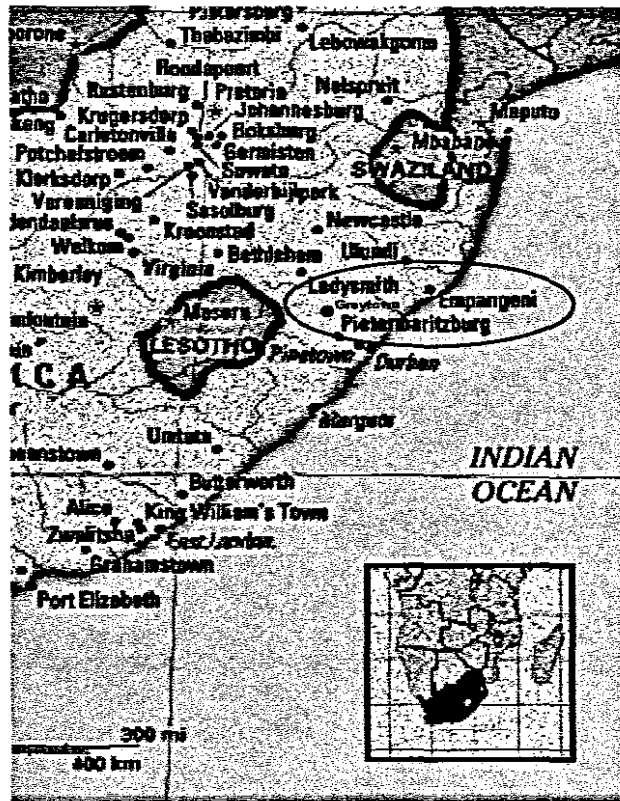 Pietersburg
Thabazimbi
Lebowakgomo
Roodepoort
Rustenburg
Pretoria
Nelspruit
Krugersdorp
Johannesburg
Maputo
Carletonville
Boksburg
Mbabane
Potchefstroom
Germiston
Klerksdorp
Soweto
SWAZILAND
Vereeniging
Vanderbijlpark
Sasolburg
Kroonstad
Newcastle
Welkom
Bethlehem
Ulundi
Kimberley
Virginia
Ladysmith
Empangeni
Maseru
Greytown
Pietermaritzburg
LESOTHO
Pinetown
Durban
I C A
Margate
Umtata
INDIAN
OCEAN
Butterworth
Alice
King William's Town
Zwelitsha
East London
Grahamstown
Port Elizabeth
300 mi
400 km